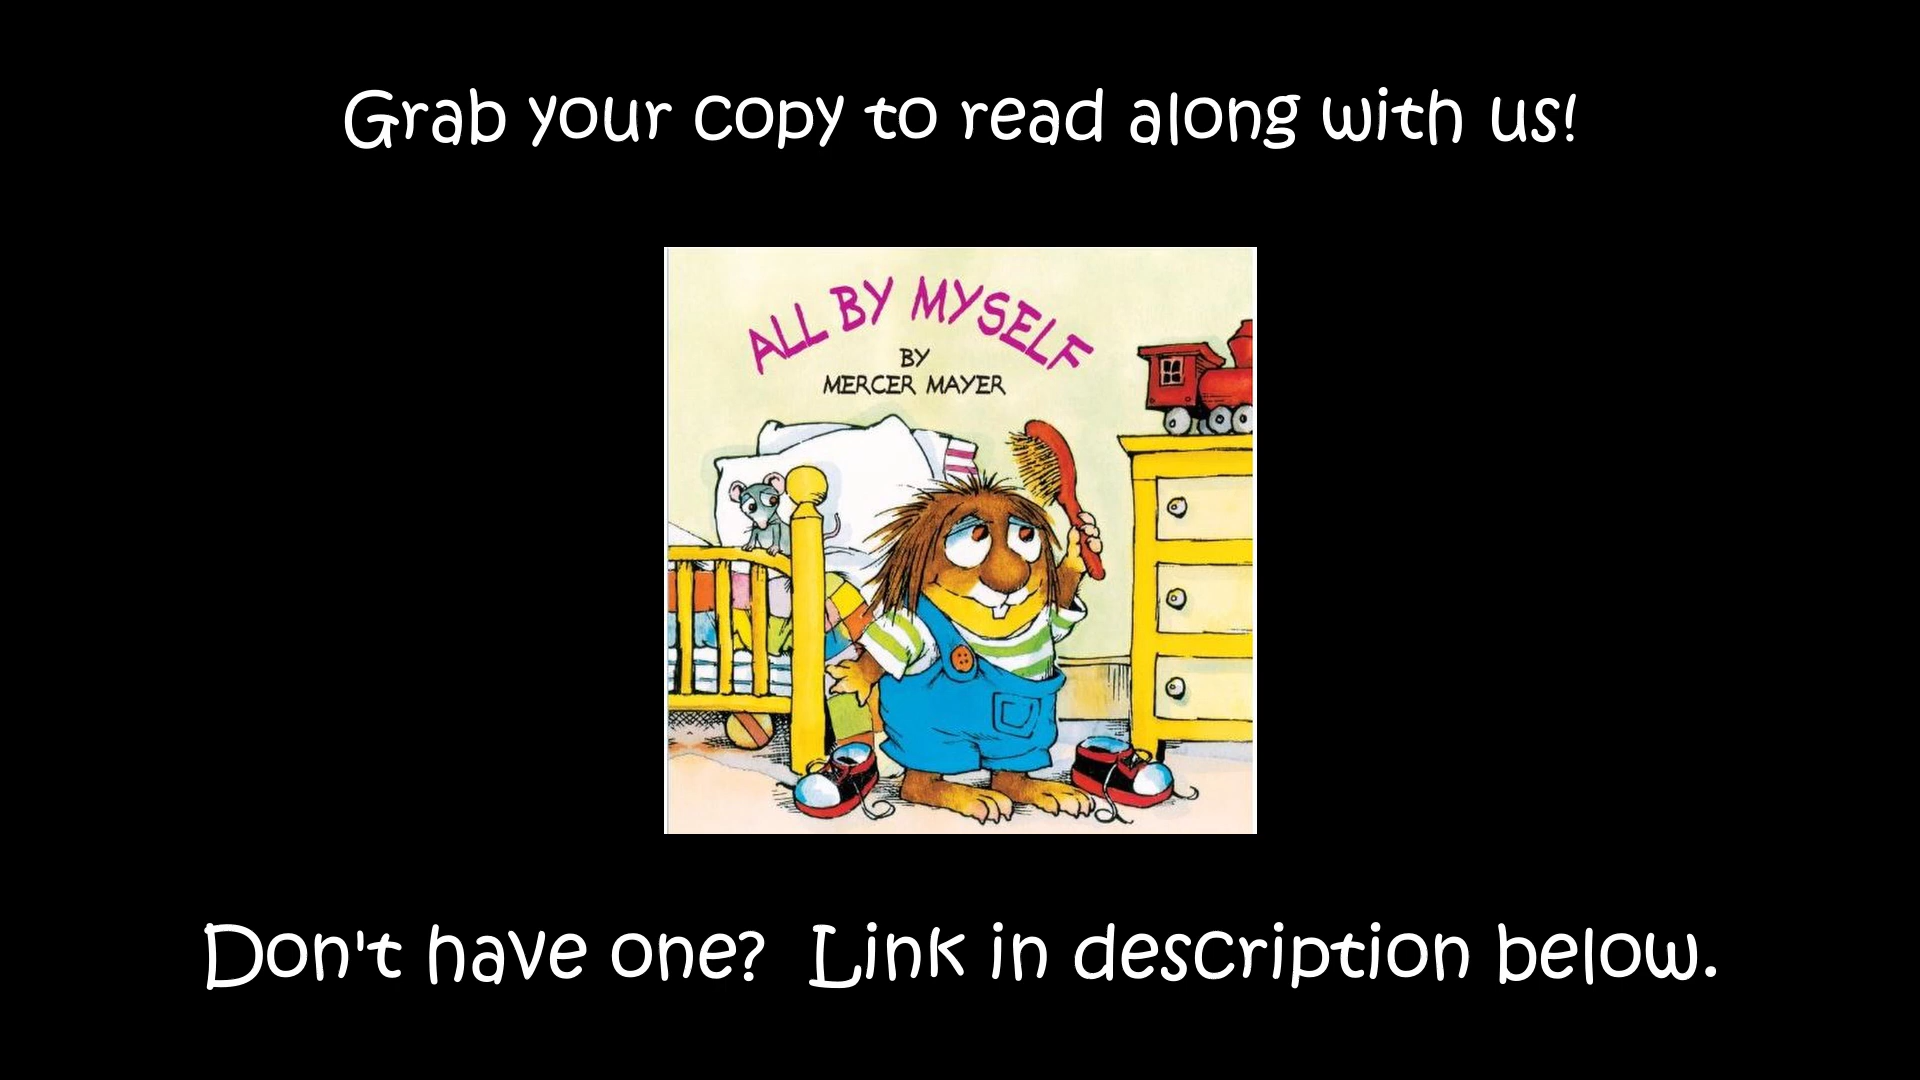 Grab your copy to read along with us!
ALL BY MYSELF
BY
MERCER MAYER
Don't have one? Link in description below.